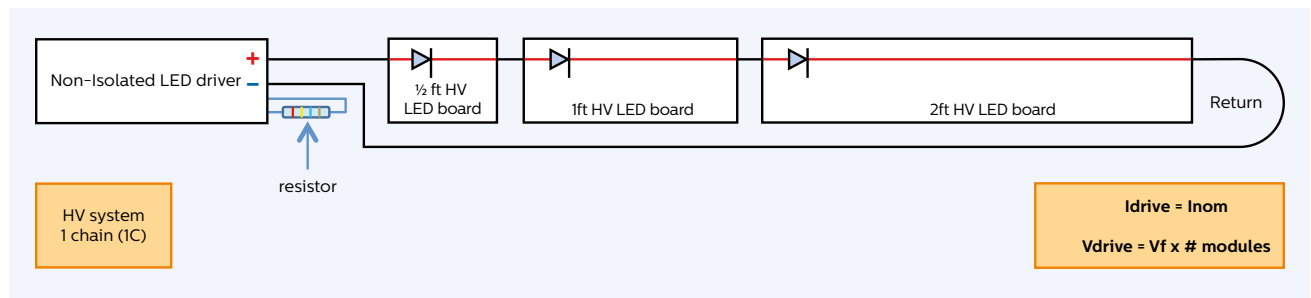 Non-Isolated LED driver
+
–
½ ft HV
LED board
1ft HV LED board
2ft HV LED board
Return
resistor
HV system
1 chain (1C)
Idrive = Inom
Vdrive = Vf x # modules